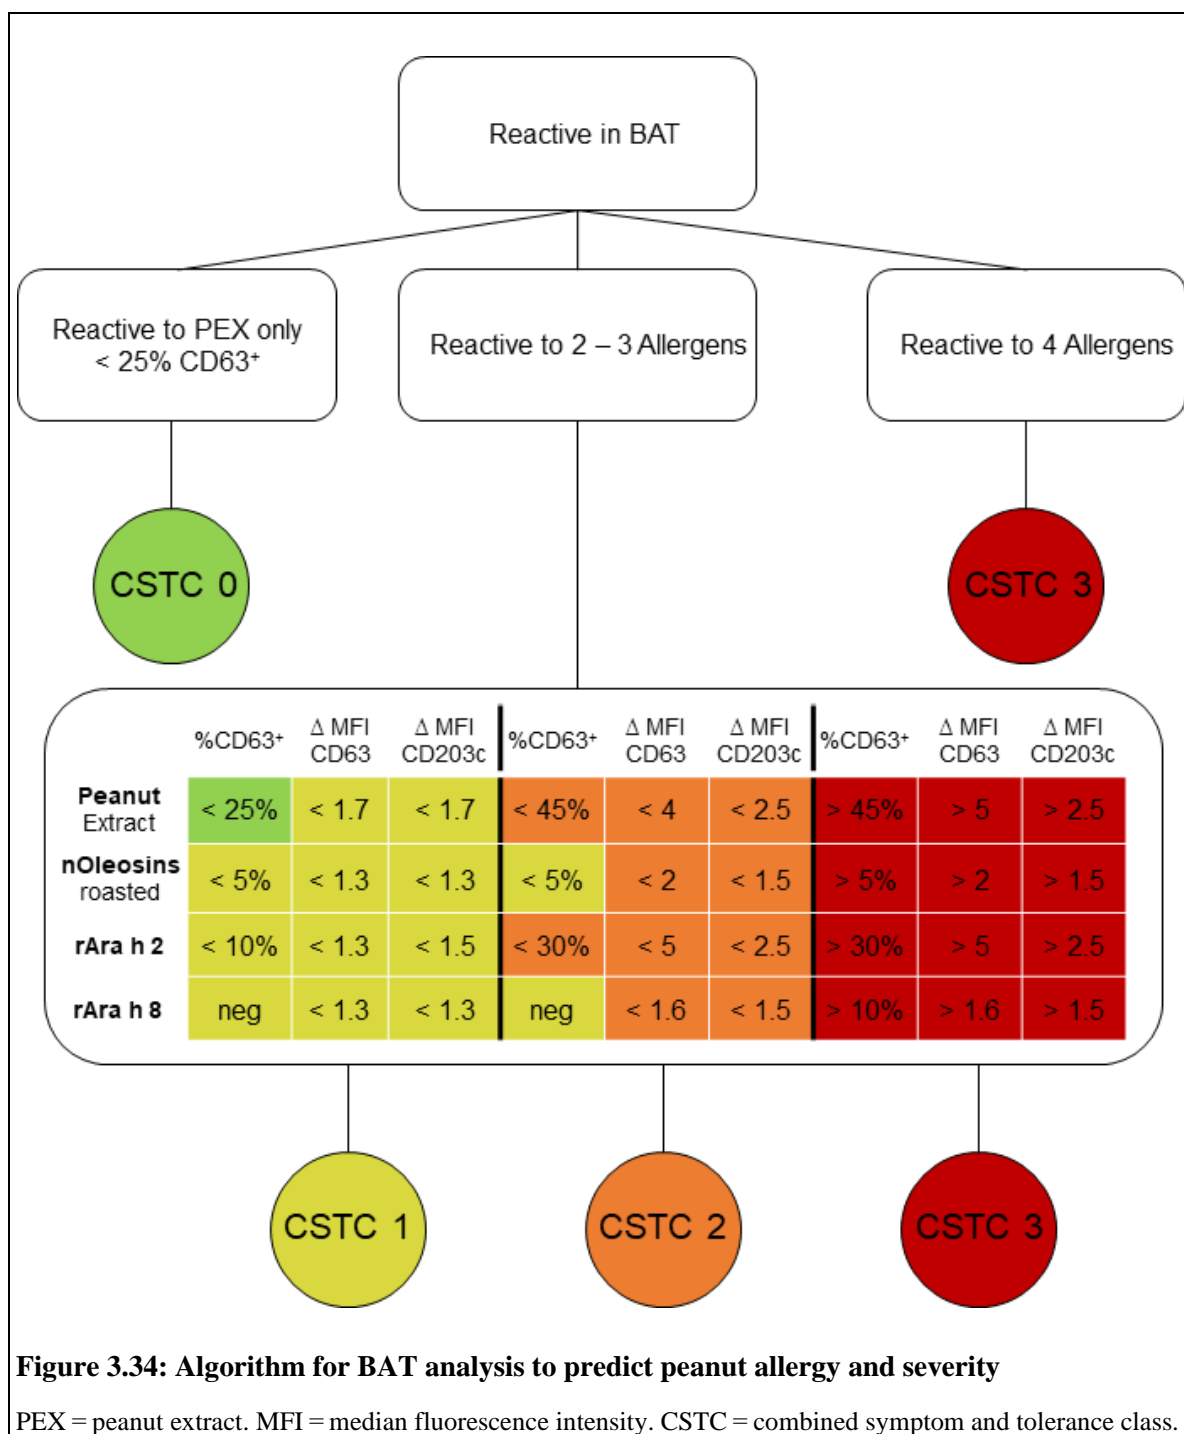 Reactive in BAT
Reactive to PEX only
< 25% CD63⁺
Reactive to 2 – 3 Allergens
Reactive to 4 Allergens
CSTC 0
CSTC 3
%CD63⁺ Δ MFI CD63 Δ MFI CD203c %CD63⁺ Δ MFI CD63 Δ MFI CD203c %CD63⁺ Δ MFI CD63 Δ MFI CD203c
Peanut Extract < 25% < 1.7 < 1.7 < 45% < 4 < 2.5 > 45% > 5 > 2.5
nOleosins roasted < 5% < 1.3 < 1.3 < 5% < 2 < 1.5 > 5% > 2 > 1.5
rAra h 2 < 10% < 1.3 < 1.5 < 30% < 5 < 2.5 > 30% > 5 > 2.5
rAra h 8 neg < 1.3 < 1.3 neg < 1.6 < 1.5 > 10% > 1.6 > 1.5
CSTC 1
CSTC 2
CSTC 3
Figure 3.34: Algorithm for BAT analysis to predict peanut allergy and severity
PEX = peanut extract. MFI = median fluorescence intensity. CSTC = combined symptom and tolerance class.